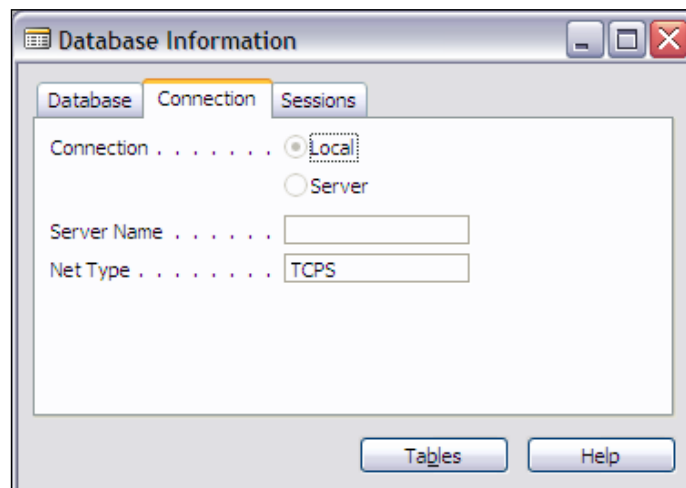 Database Information
Database Connection Sessions
Connection . . . . . . . Local
Server
Server Name . . . . . .
Net Type . . . . . . . . TCPS
Tables Help